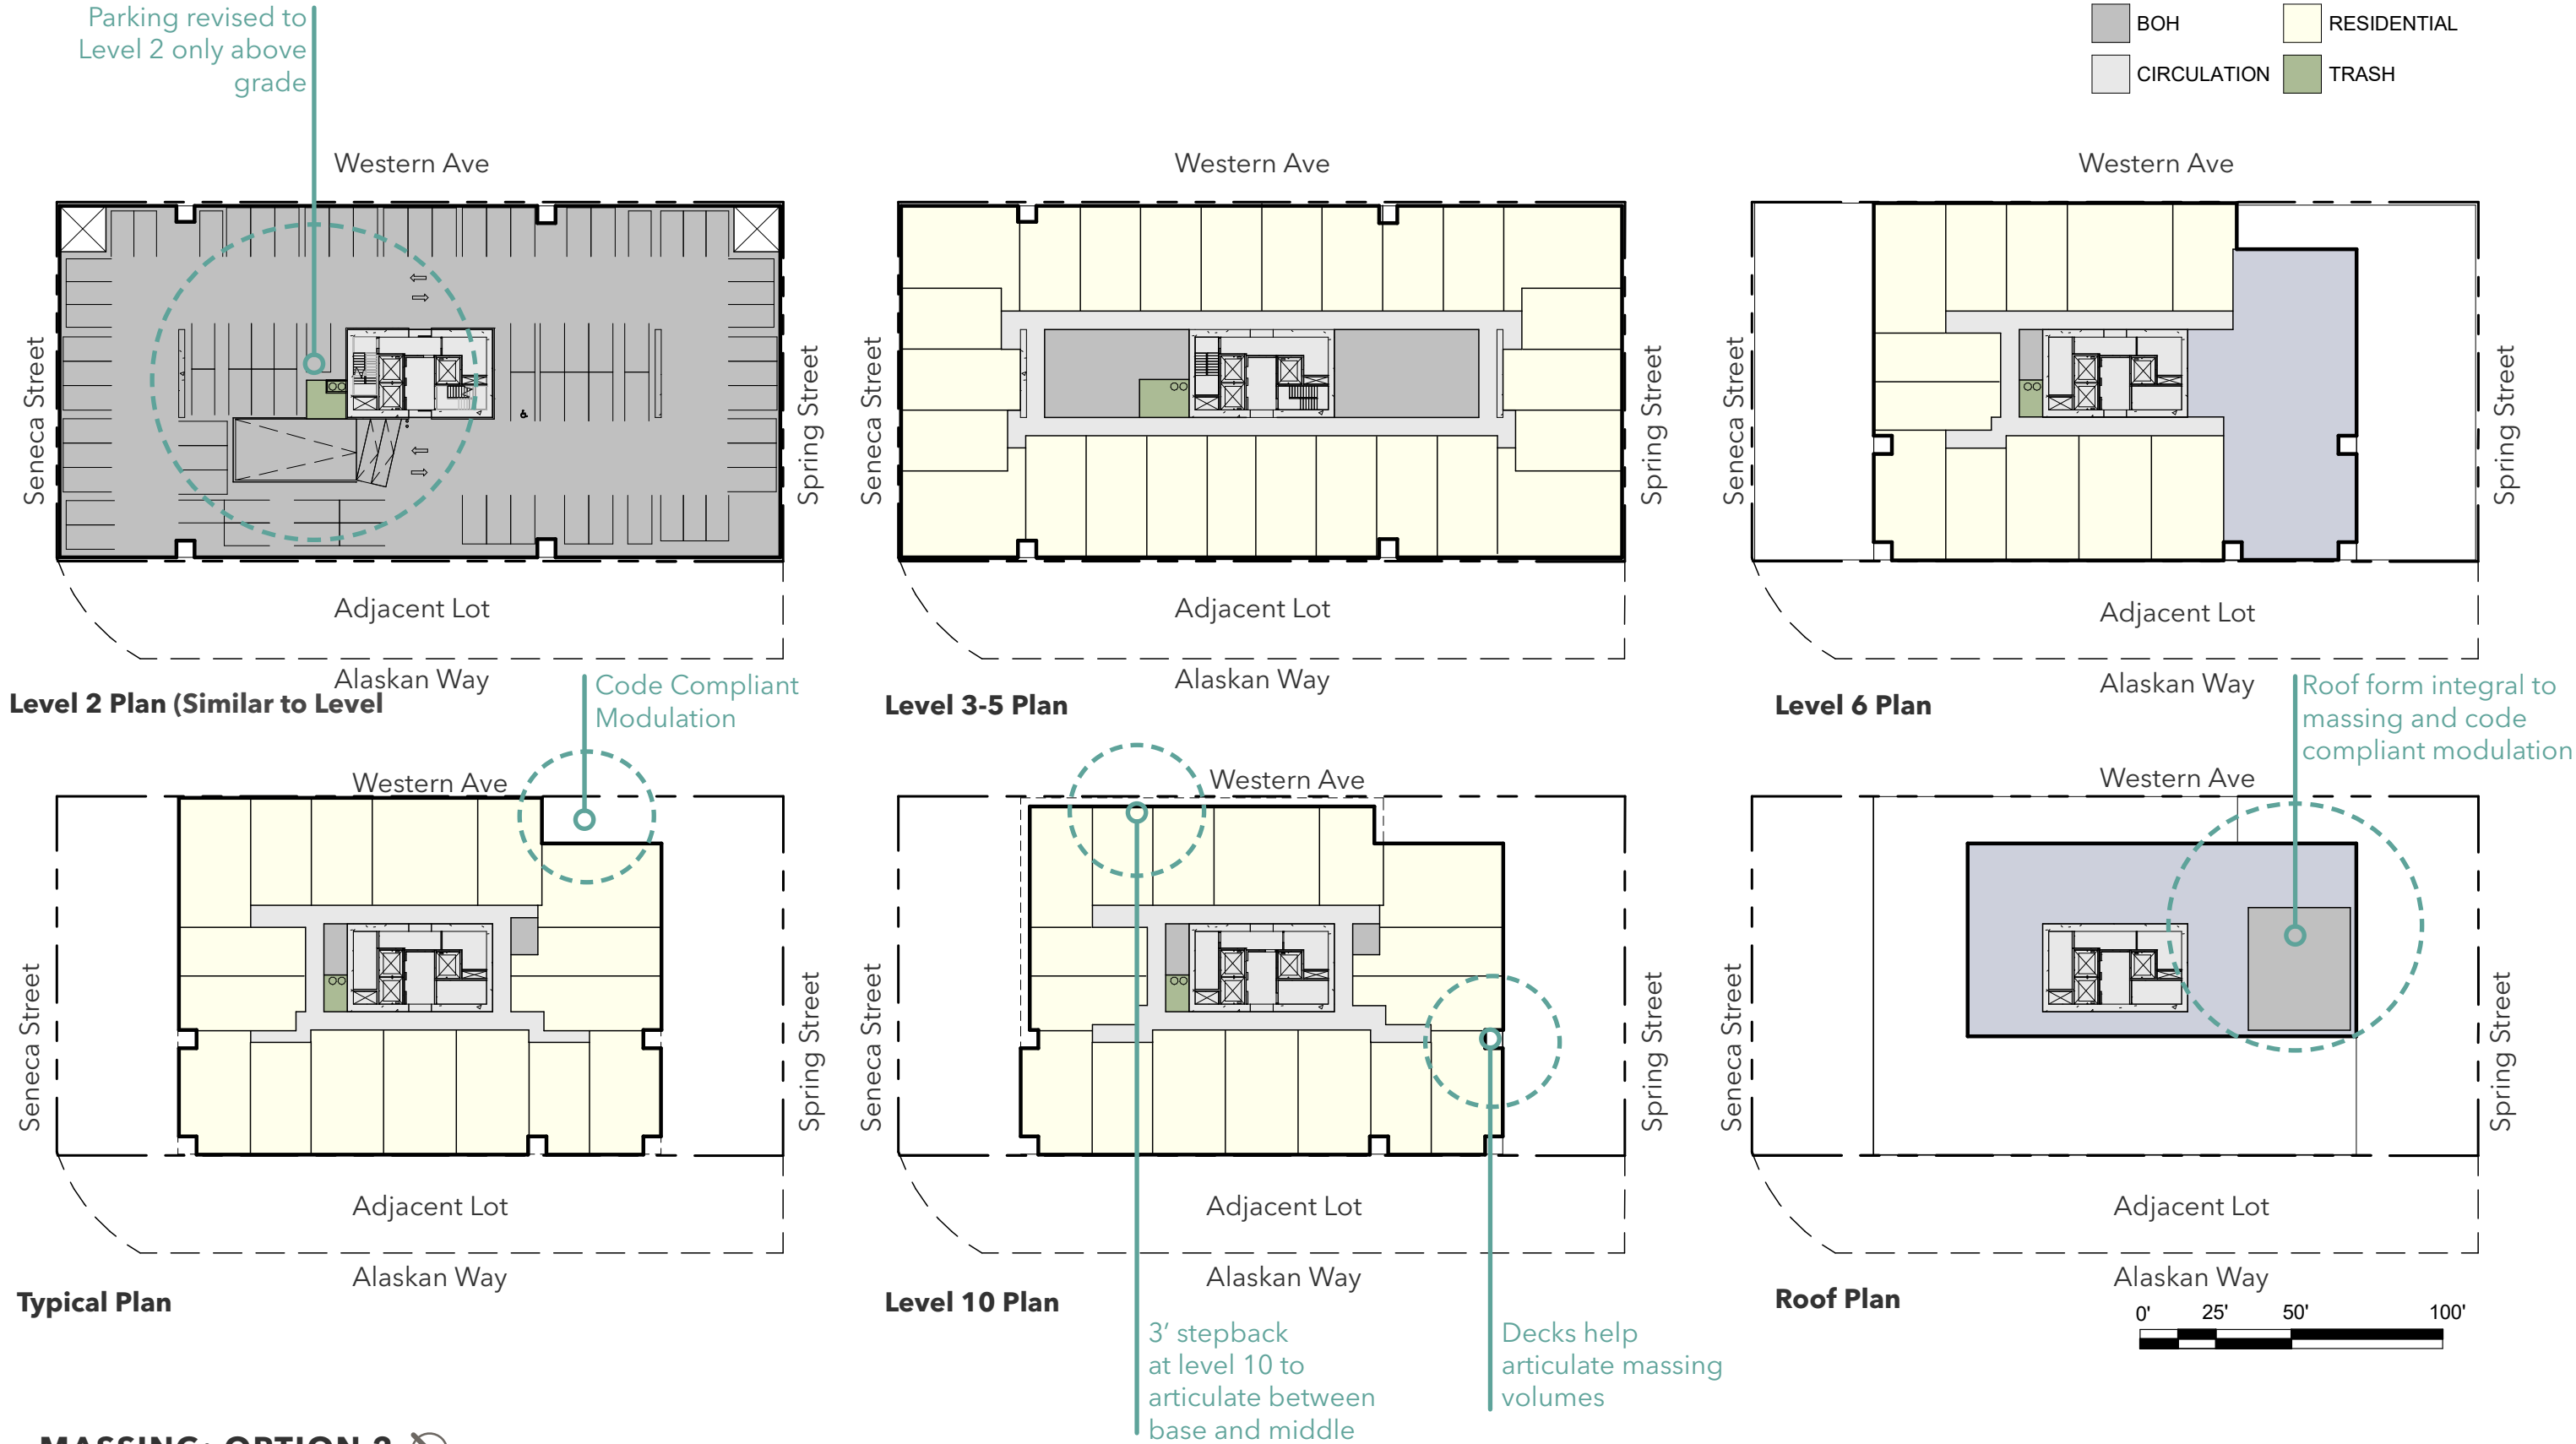 Parking revised to
Level 2 only above
grade
BOH
RESIDENTIAL
CIRCULATION
TRASH
Western Ave
Seneca Street
Spring Street
Adjacent Lot
Alaskan Way
Level 2 Plan (Similar to Level
Western Ave
Seneca Street
Spring Street
Adjacent Lot
Alaskan Way
Level 3-5 Plan
Western Ave
Seneca Street
Spring Street
Adjacent Lot
Alaskan Way
Level 6 Plan
Code Compliant
Modulation
Western Ave
Seneca Street
Spring Street
Adjacent Lot
Alaskan Way
Typical Plan
Western Ave
Seneca Street
Spring Street
Adjacent Lot
Alaskan Way
Level 10 Plan
3’ stepback
at level 10 to
articulate between
base and middle
Decks help
articulate massing
volumes
Roof form integral to
massing and code
compliant modulation
Western Ave
Seneca Street
Spring Street
Adjacent Lot
Alaskan Way
Roof Plan
0' 25' 50' 100'
MASSING: OPTION